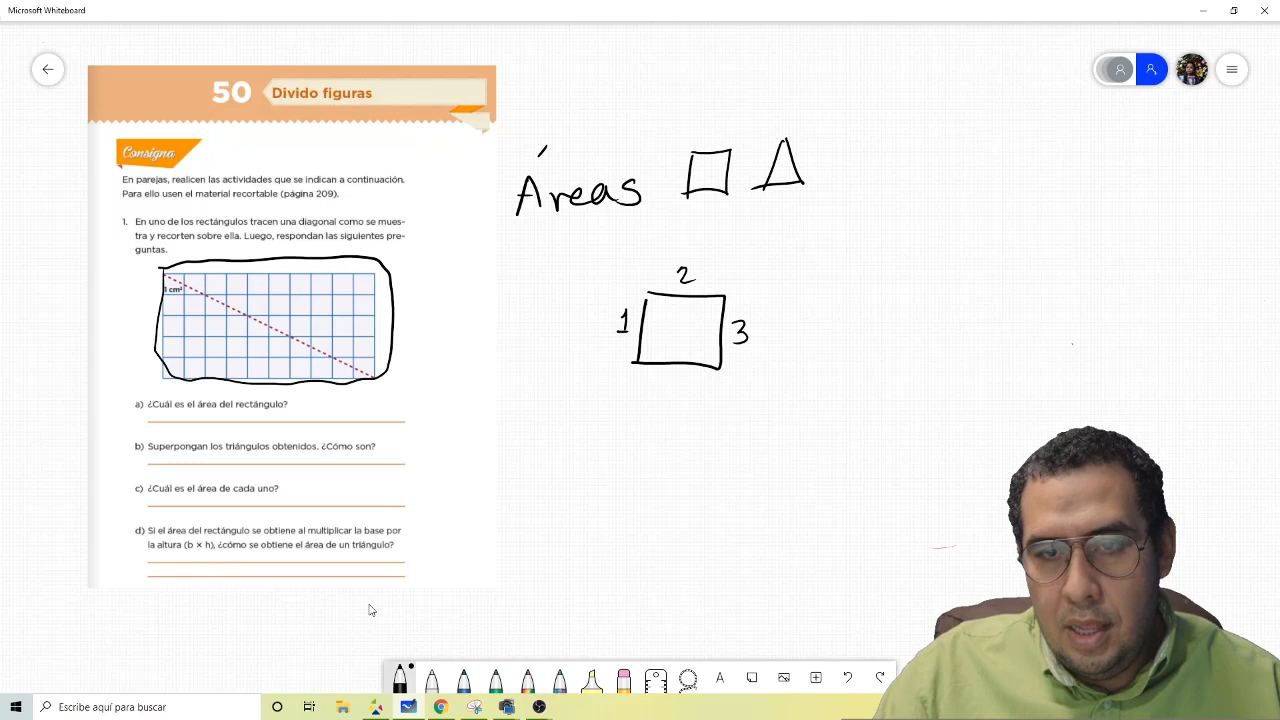 Microsoft Whiteboard
50 Divido figuras
Consigna
En parejas, realicen las actividades que se indican a continuación.
Para ello usen el material recortable (página 209).
1. En uno de los rectángulos tracen una diagonal como se mues-
tra y recorten sobre ella. Luego, respondan las siguientes pre-
guntas.
1 cm²
a) ¿Cuál es el área del rectángulo?
b) Superpongan los triángulos obtenidos. ¿Cómo son?
c) ¿Cuál es el área de cada uno?
d) Si el área del rectángulo se obtiene al multiplicar la base por
la altura (b × h), ¿cómo se obtiene el área de un triángulo?
Áreas
2
1
3
A
Escribe aquí para buscar